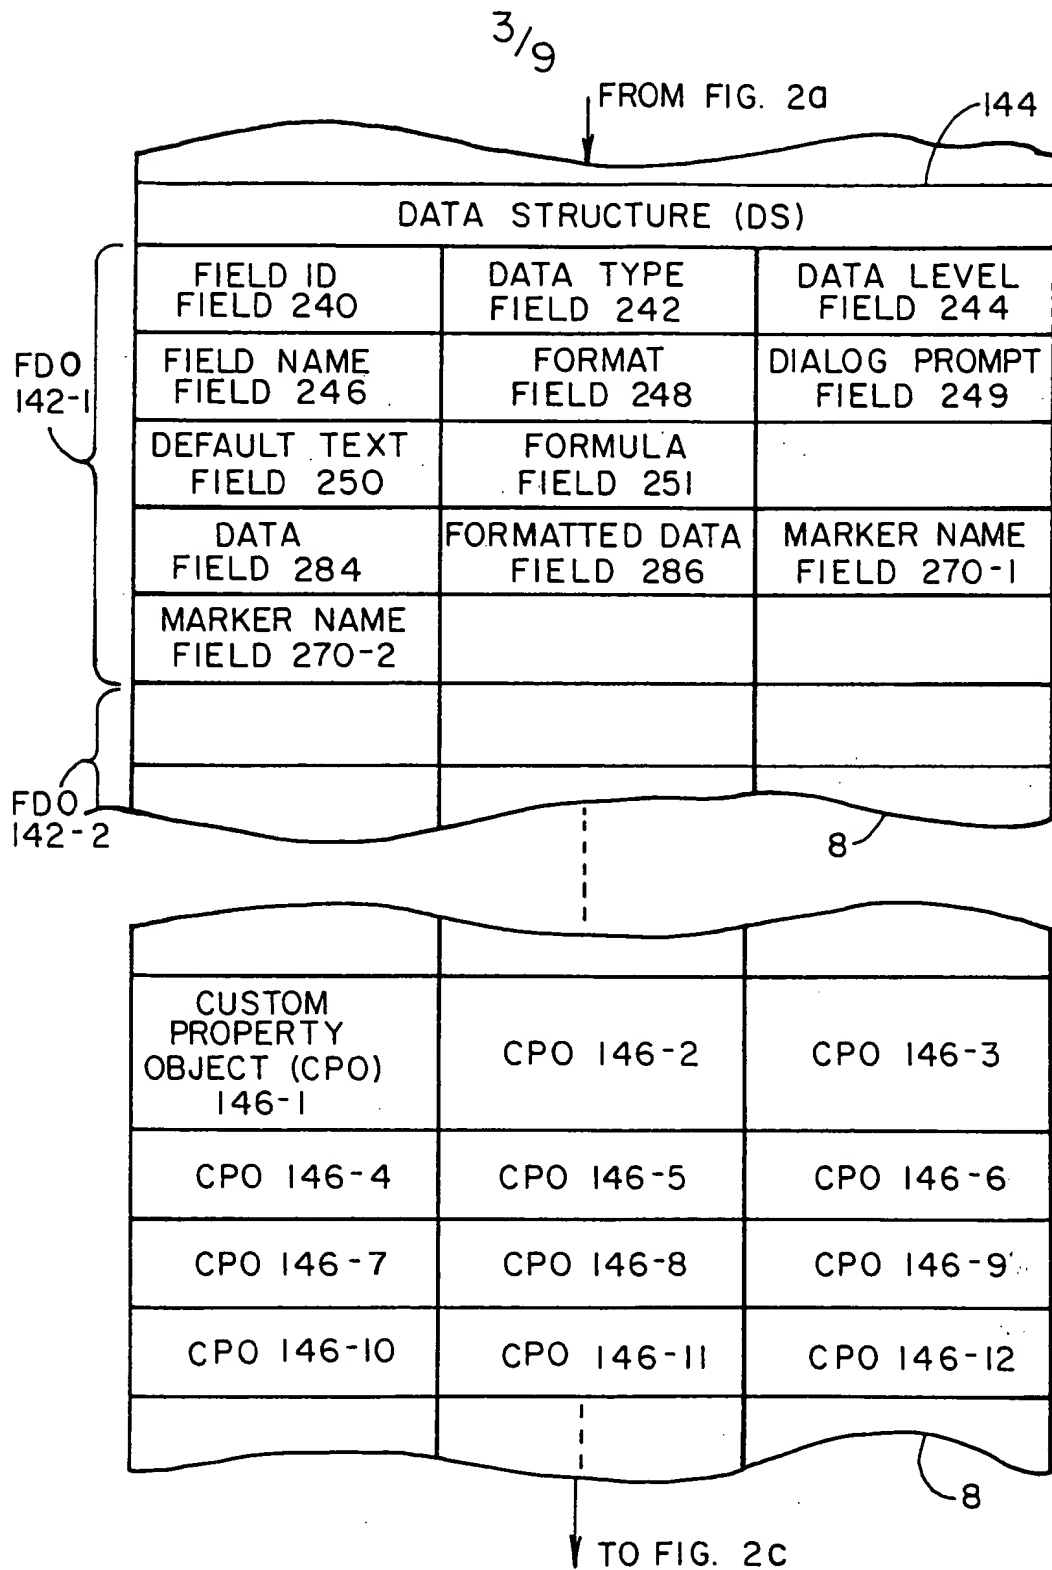 3/9
FROM FIG. 2a
144
DATA STRUCTURE (DS)
FIELD ID
FIELD 240
DATA TYPE
FIELD 242
DATA LEVEL
FIELD 244
FDO
142-1
FIELD NAME
FIELD 246
FORMAT
FIELD 248
DIALOG PROMPT
FIELD 249
DEFAULT TEXT
FIELD 250
FORMULA
FIELD 251
DATA
FIELD 284
FORMATTED DATA
FIELD 286
MARKER NAME
FIELD 270-1
MARKER NAME
FIELD 270-2
FDO
142-2
8
CUSTOM
PROPERTY
OBJECT (CPO)
146-1
CPO 146-2
CPO 146-3
CPO 146-4
CPO 146-5
CPO 146-6
CPO 146-7
CPO 146-8
CPO 146-9
CPO 146-10
CPO 146-11
CPO 146-12
8
TO FIG. 2c